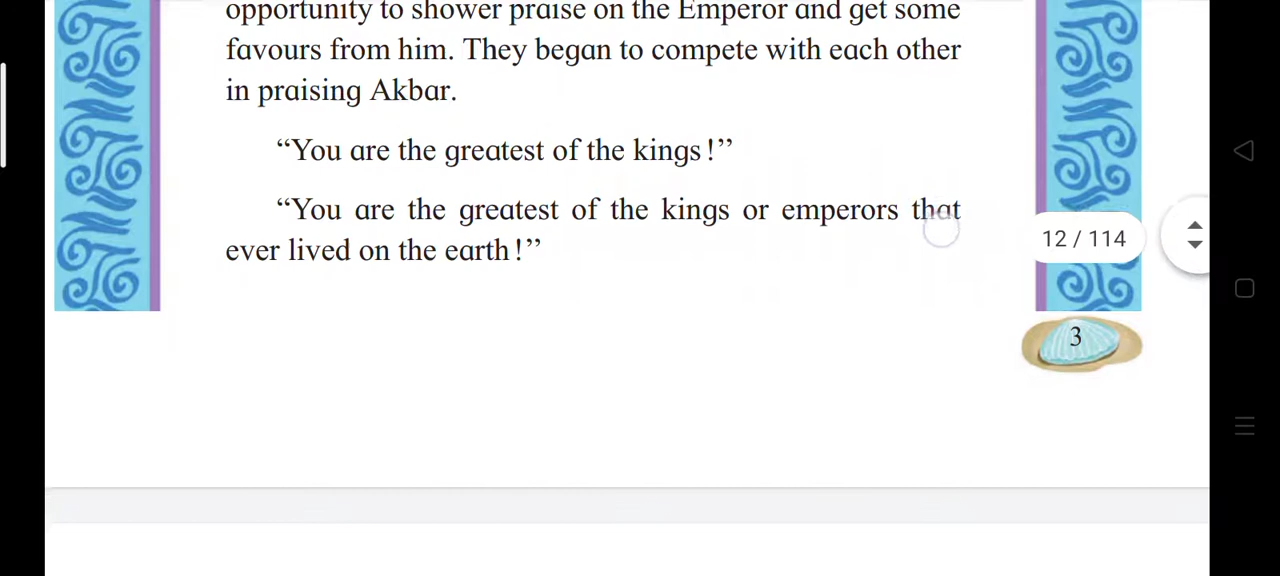 opportunity to shower praise on the Emperor and get some
favours from him. They began to compete with each other
in praising Akbar.
“You are the greatest of the kings!”
“You are the greatest of the kings or emperors that
ever lived on the earth!”
12 / 114
3